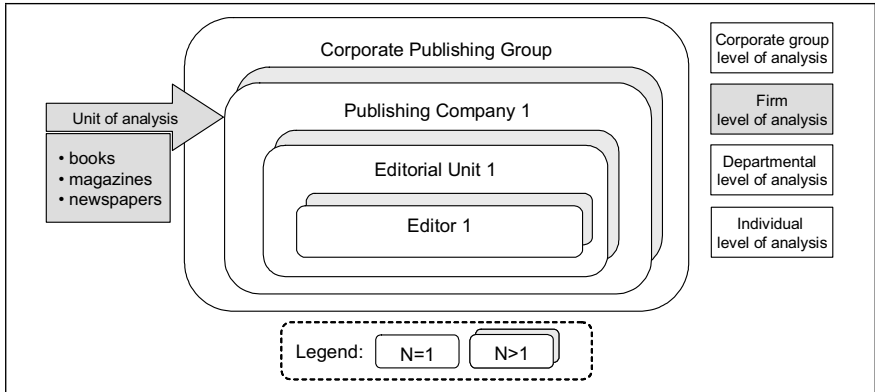 Corporate Publishing Group
Publishing Company 1
Editorial Unit 1
Editor 1
Unit of analysis
• books
• magazines
• newspapers
Corporate group
level of analysis
Firm
level of analysis
Departmental
level of analysis
Individual
level of analysis
Legend:
N=1
N>1